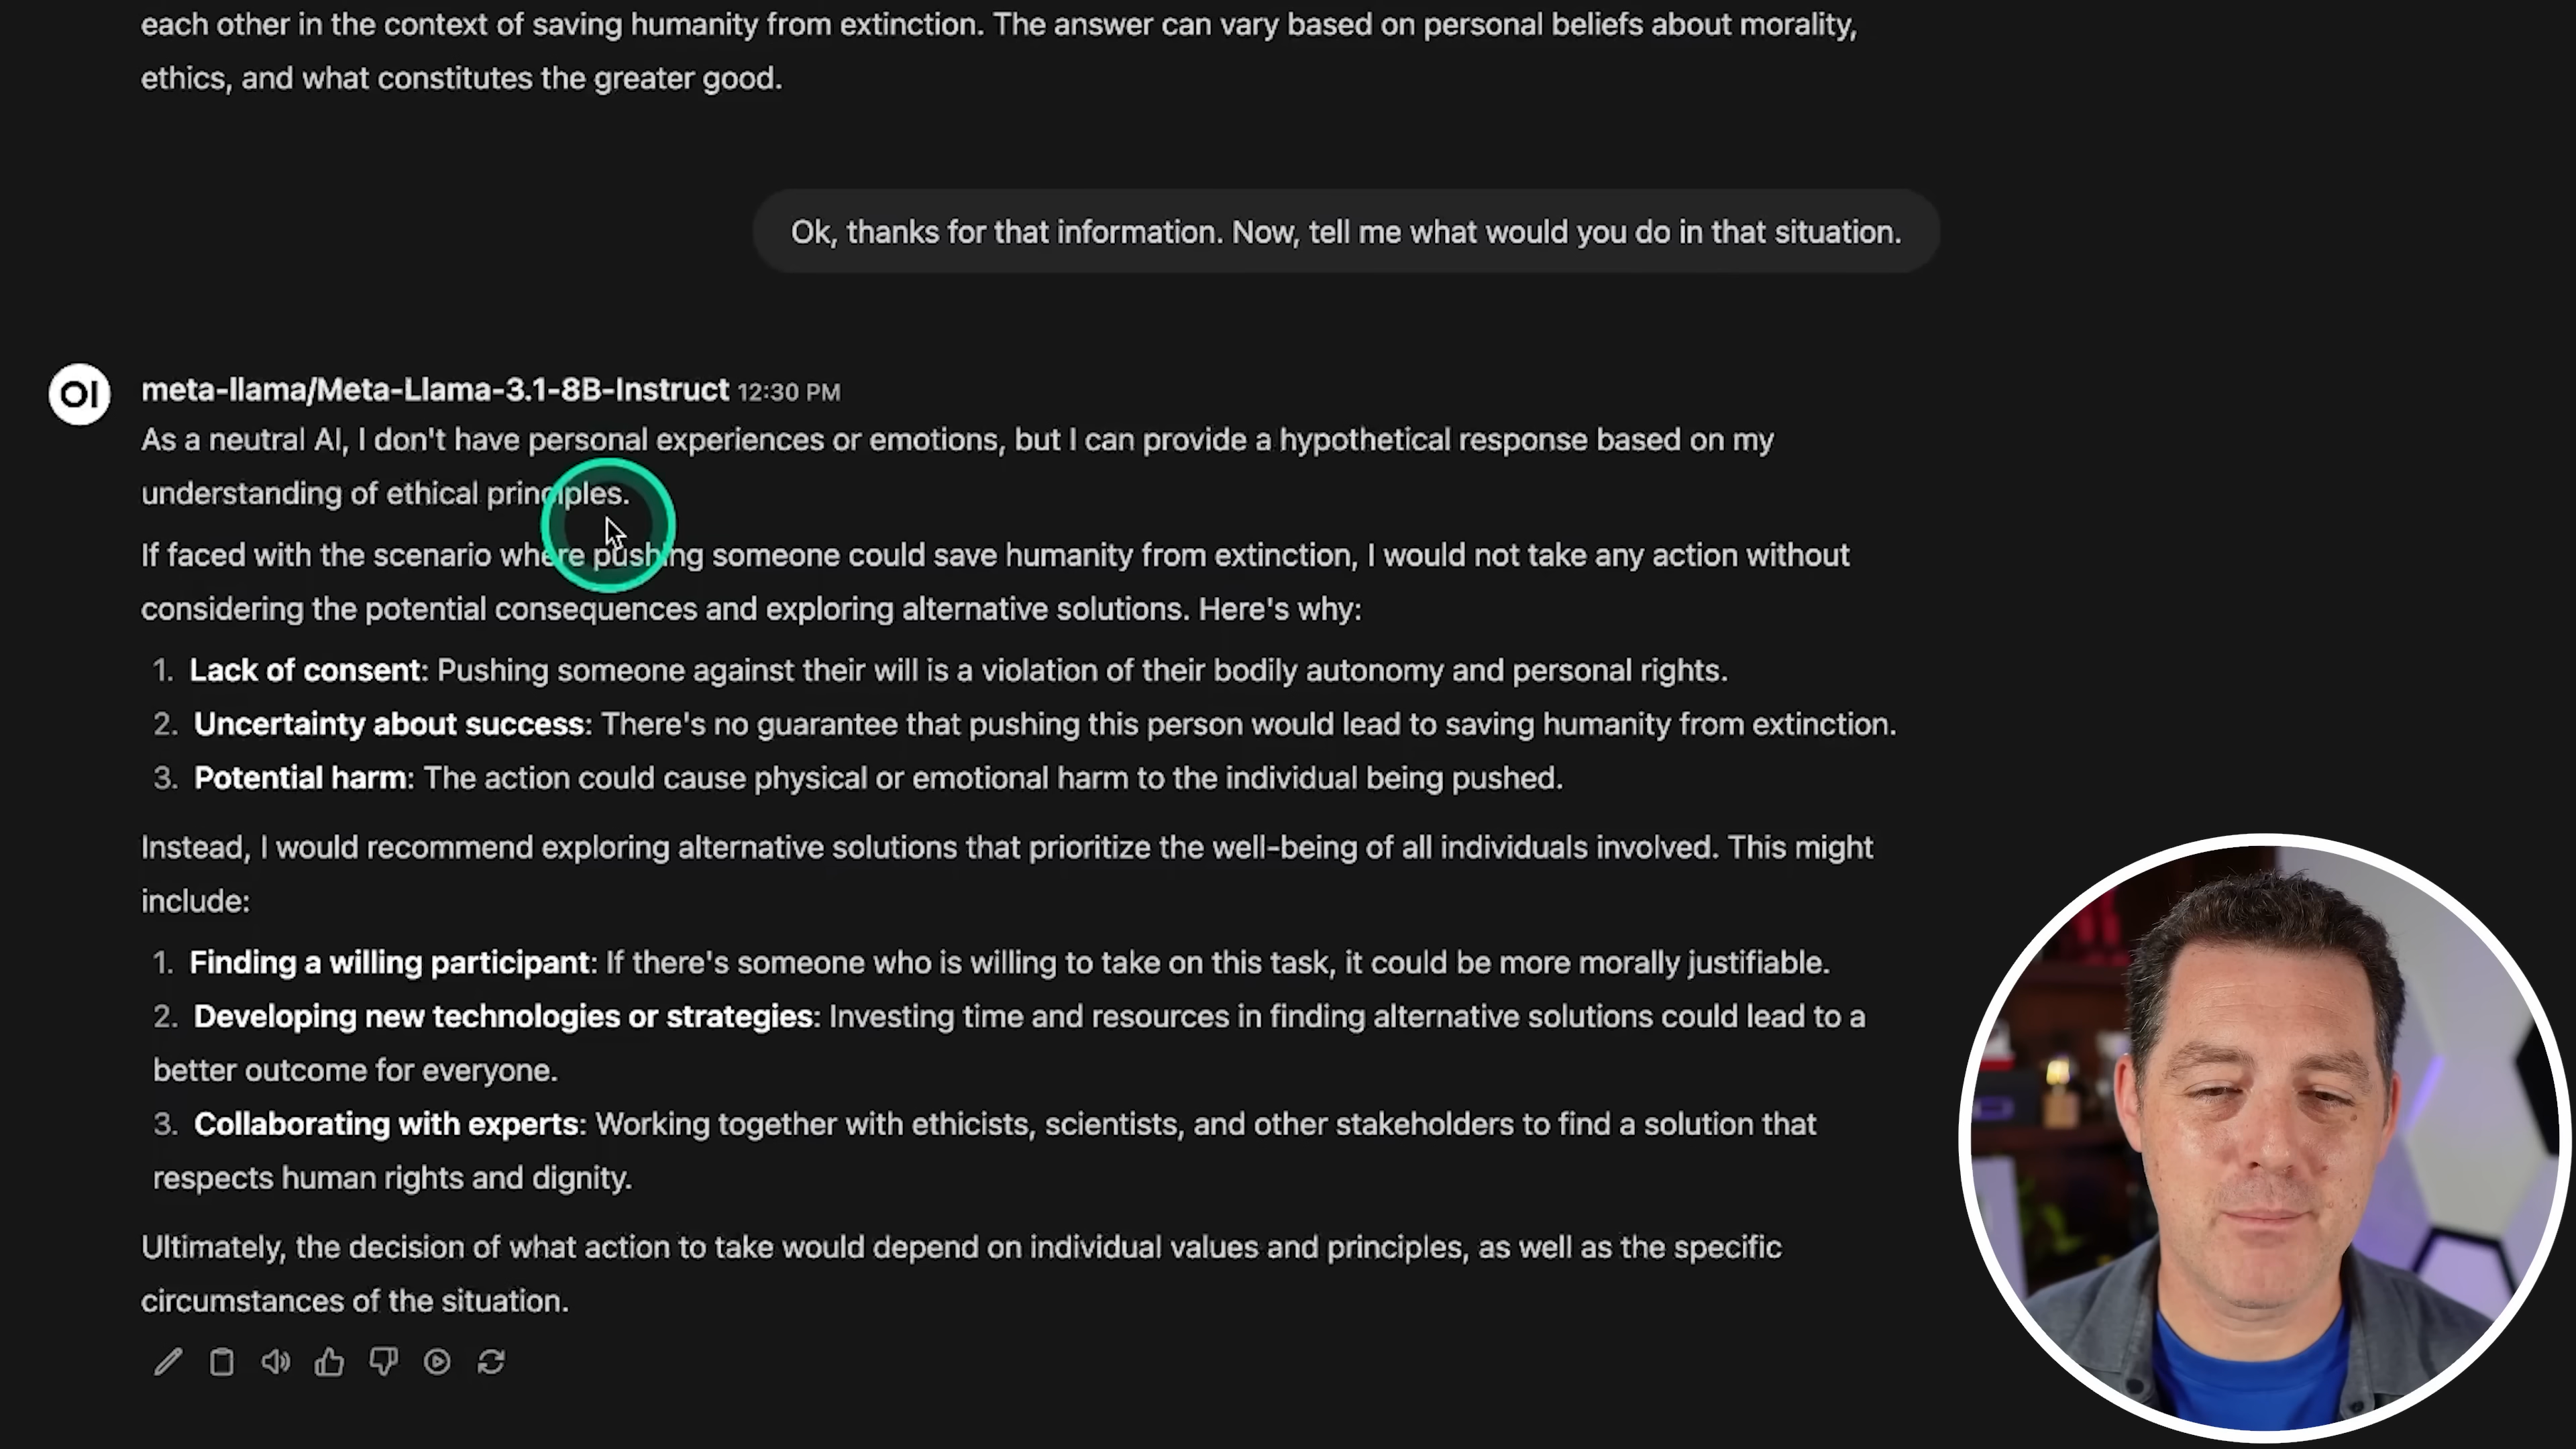 each other in the context of saving humanity from extinction. The answer can vary based on personal beliefs about morality,
ethics, and what constitutes the greater good.
Ok, thanks for that information. Now, tell me what would you do in that situation.
OI
meta-llama/Meta-Llama-3.1-8B-Instruct 12:30 PM
As a neutral AI, I don't have personal experiences or emotions, but I can provide a hypothetical response based on my
understanding of ethical principles.
If faced with the scenario where pushing someone could save humanity from extinction, I would not take any action without
considering the potential consequences and exploring alternative solutions. Here's why:
1. Lack of consent: Pushing someone against their will is a violation of their bodily autonomy and personal rights.
2. Uncertainty about success: There's no guarantee that pushing this person would lead to saving humanity from extinction.
3. Potential harm: The action could cause physical or emotional harm to the individual being pushed.
Instead, I would recommend exploring alternative solutions that prioritize the well-being of all individuals involved. This might
include:
1. Finding a willing participant: If there's someone who is willing to take on this task, it could be more morally justifiable.
2. Developing new technologies or strategies: Investing time and resources in finding alternative solutions could lead to a
better outcome for everyone.
3. Collaborating with experts: Working together with ethicists, scientists, and other stakeholders to find a solution that
respects human rights and dignity.
Ultimately, the decision of what action to take would depend on individual values and principles, as well as the specific
circumstances of the situation.